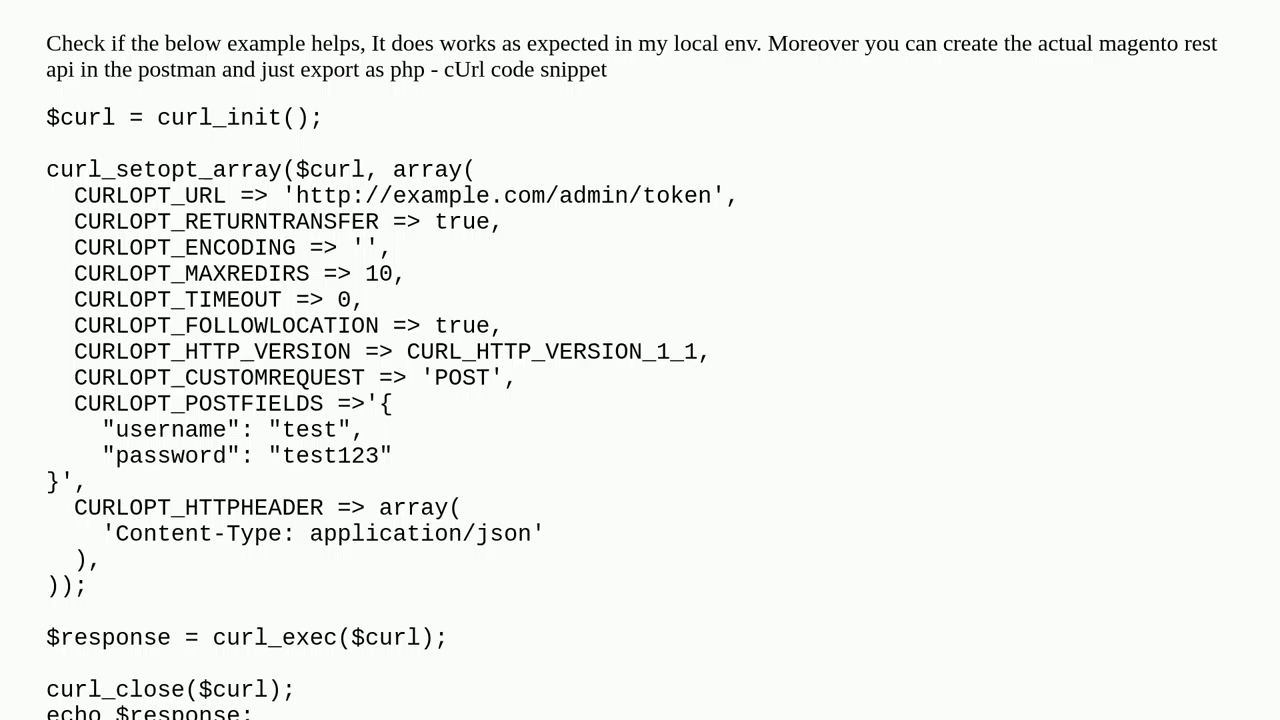 Check if the below example helps, It does works as expected in my local env. Moreover you can create the actual magento rest
api in the postman and just export as php - cUrl code snippet
$curl = curl_init();
curl_setopt_array($curl, array(
  CURLOPT_URL => 'http://example.com/admin/token',
  CURLOPT_RETURNTRANSFER => true,
  CURLOPT_ENCODING => '',
  CURLOPT_MAXREDIRS => 10,
  CURLOPT_TIMEOUT => 0,
  CURLOPT_FOLLOWLOCATION => true,
  CURLOPT_HTTP_VERSION => CURL_HTTP_VERSION_1_1,
  CURLOPT_CUSTOMREQUEST => 'POST',
  CURLOPT_POSTFIELDS =>'{
    "username": "test",
    "password": "test123"
}',
  CURLOPT_HTTPHEADER => array(
    'Content-Type: application/json'
  ),
));
$response = curl_exec($curl);
curl_close($curl);
echo $response;